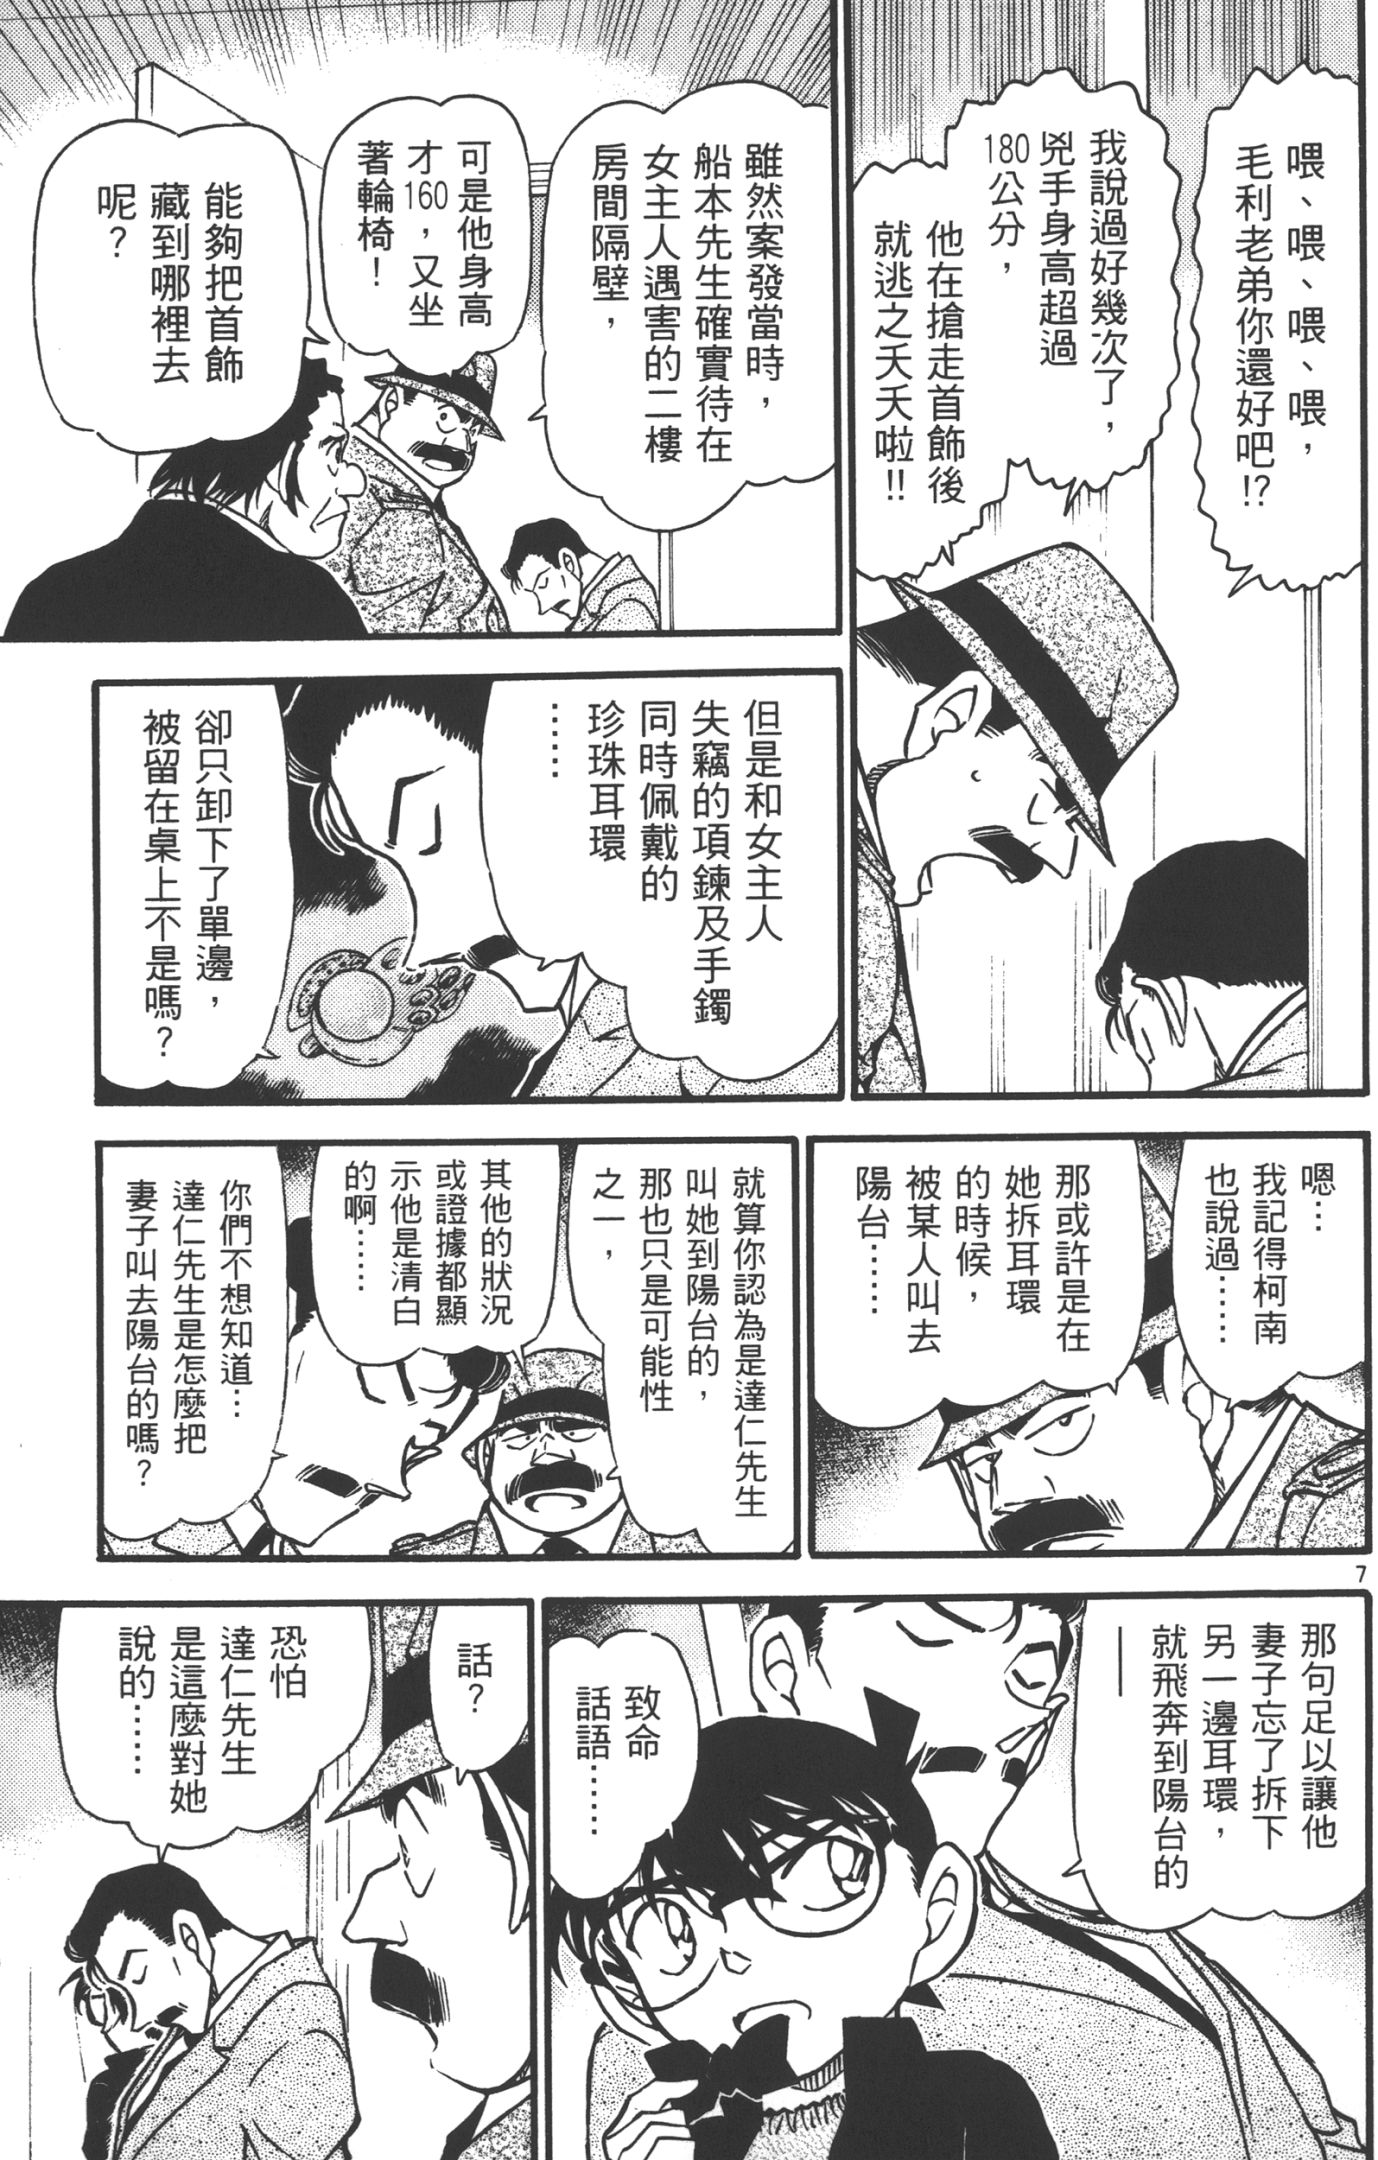 喂、喂、喂、喂，
毛利老弟你還好吧!?
我說過好幾次了，
兇手身高超過
180公分，
他在搶走首飾後
就逃之夭夭啦!!
雖然案發當時，
船本先生確實待在
女主人遇害的二樓
房間隔壁，
可是他身高
才160，又坐
著輪椅！
能夠把首飾
藏到哪裡去
呢？
但是和女主人
失竊的項鍊及手鐲
同時佩戴的
珍珠耳環
……
卻只卸下了單邊，
被留在桌上不是嗎？
嗯…
我記得柯南
也說過……
那或許是在
她拆耳環
的時候，
被某人叫去
陽台……
就算你認為是達仁先生
叫她到陽台的，
那也只是可能性
之一，
其他的狀況
或證據都顯
示他是清白
的啊……
你們不想知道…
達仁先生是怎麼把
妻子叫去陽台的嗎？
7
那句足以讓他
妻子忘了拆下
另一邊耳環，
就飛奔到陽台的
——
致命
話語……
話？
恐怕
達仁先生
是這麼對她
說的……